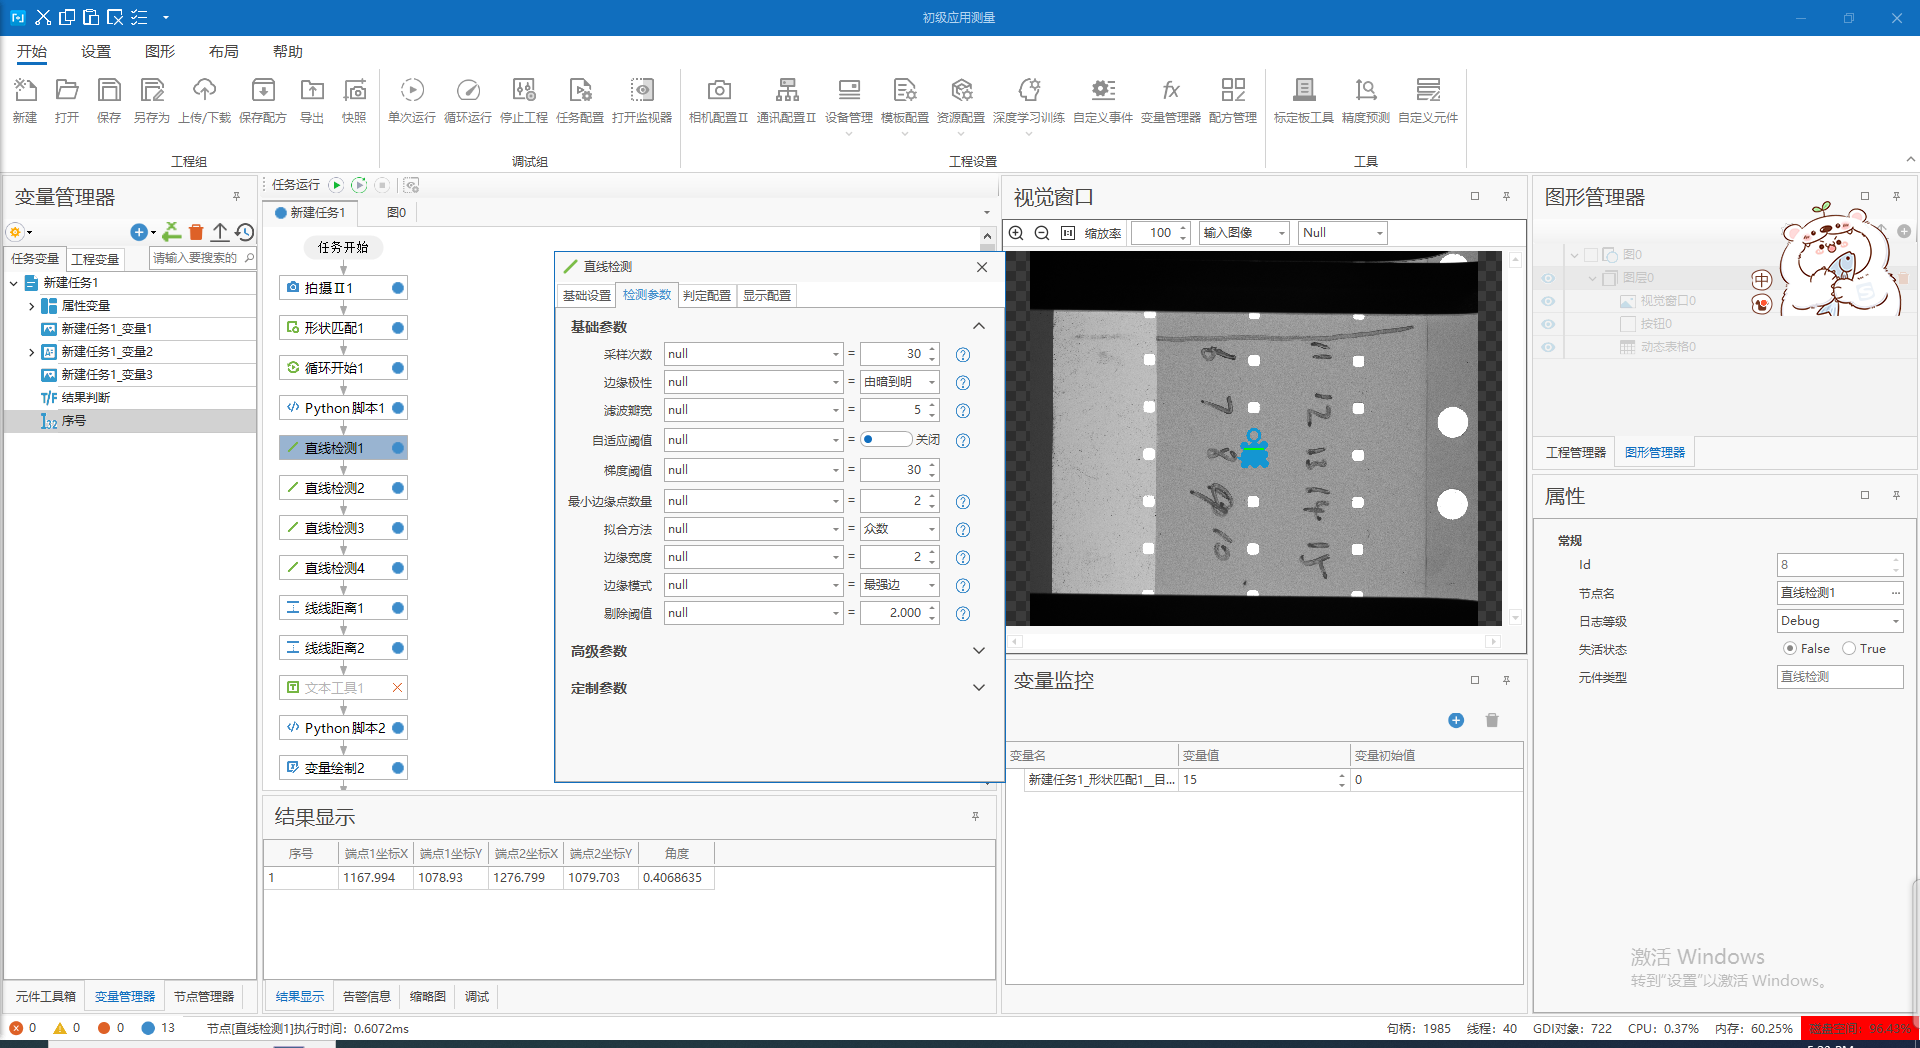 初级应用测量
开始 设置 图形 布局 帮助
新建 打开 保存 另存为 上传/下载 保存配方 导出 快照 单次运行 循环运行 停止工程 任务配置 打开监视器 相机配置II 通讯配置II 设备管理 模板配置 资源配置 深度学习训练 自定义事件 变量管理器 配方管理 标定板工具 精度预测 自定义元件
工程组 调试组 工程设置 工具
变量管理器
任务变量 工程变量 请输入要搜索的
新建任务1
属性变量
新建任务1_变量1
新建任务1_变量2
新建任务1_变量3
T/F 结果判断
I32 序号
元件工具箱 变量管理器 节点管理器
任务运行
新建任务1 图0
任务开始
拍摄II1
形状匹配1
循环开始1
Python脚本1
直线检测1
直线检测2
直线检测3
直线检测4
线线距离1
线线距离2
文本工具1
Python脚本2
变量绘制2
直线检测
基础设置 检测参数 判定配置 显示配置
基础参数
采样次数 null = 30
边缘极性 null = 由暗到明
滤波瓣宽 null = 5
自适应阈值 null = 关闭
梯度阈值 null = 30
最小边缘点数量 null = 2
拟合方法 null = 众数
边缘宽度 null = 2
边缘模式 null = 最强边
剔除阈值 null = 2.000
高级参数
定制参数
结果显示
序号 端点1坐标X 端点1坐标Y 端点2坐标X 端点2坐标Y 角度
1 1167.994 1078.93 1276.799 1079.703 0.4068635
结果显示 告警信息 缩略图 调试
视觉窗口
缩放率 100 输入图像 Null
7 8 9 10
11 12 13 14 15
变量监控
变量名 变量值 变量初始值
新建任务1_形状匹配1__目... 15 0
图形管理器
图0
图层0
视觉窗口0
按钮0
动态表格0
中
工程管理器 图形管理器
属性
常规
Id 8
节点名 直线检测1 ...
日志等级 Debug
失活状态 False True
元件类型 直线检测
激活 Windows
转到“设置”以激活 Windows。
0 0 0 13 节点[直线检测1]执行时间：0.6072ms
句柄：1985 线程：40 GDI对象：722 CPU：0.37% 内存：60.25%